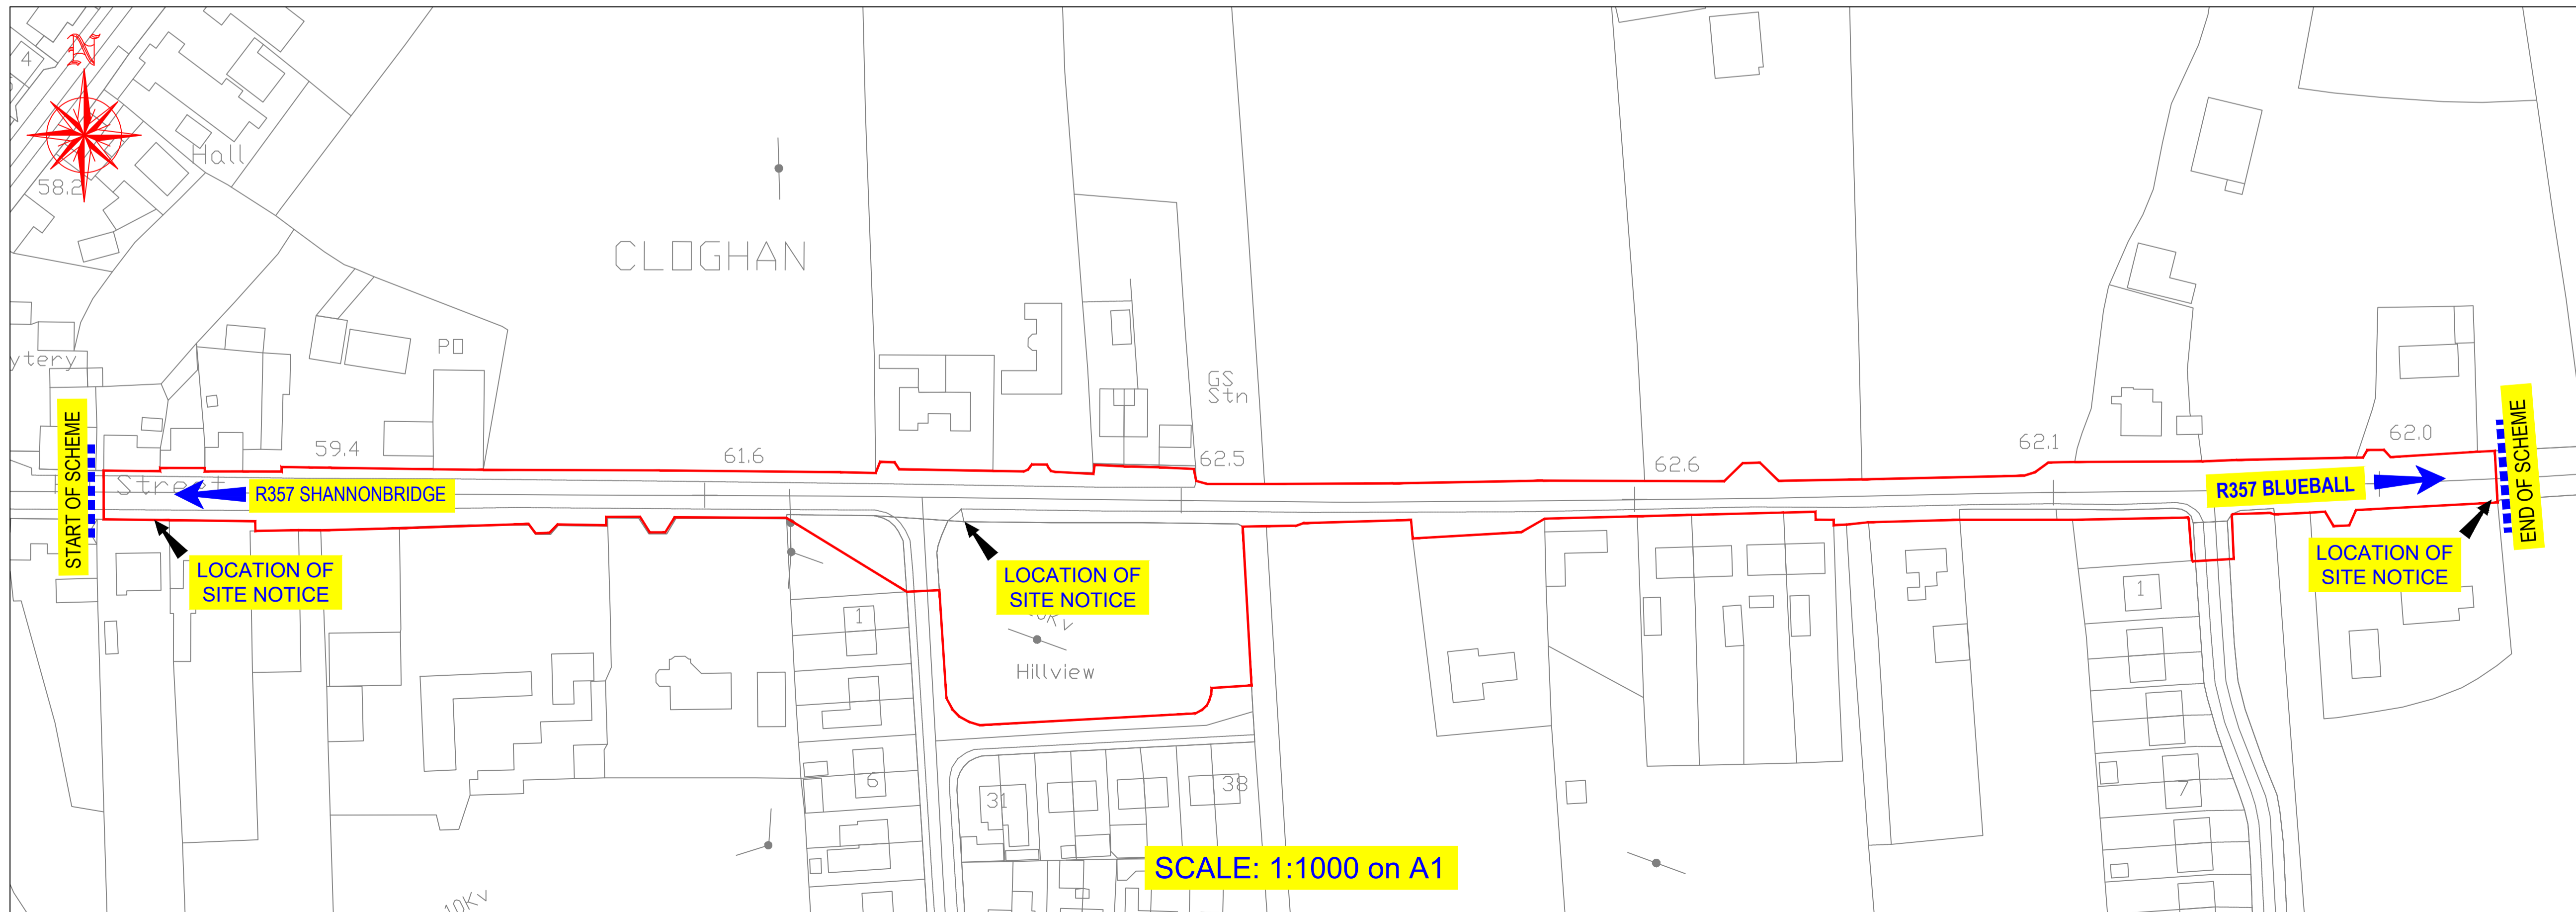 N
4
Hall
58.2
CLOGHAN
PO
ytery
GS
Stn
59.4
61.6
62.5
62.6
62.1
62.0
START OF SCHEME
Street
R357 SHANNONBRIDGE
R357 BLUEBALL
END OF SCHEME
LOCATION OF
SITE NOTICE
LOCATION OF
SITE NOTICE
LOCATION OF
SITE NOTICE
1
1
Hillview
6
31
38
7
SCALE: 1:1000 on A1
10Kv